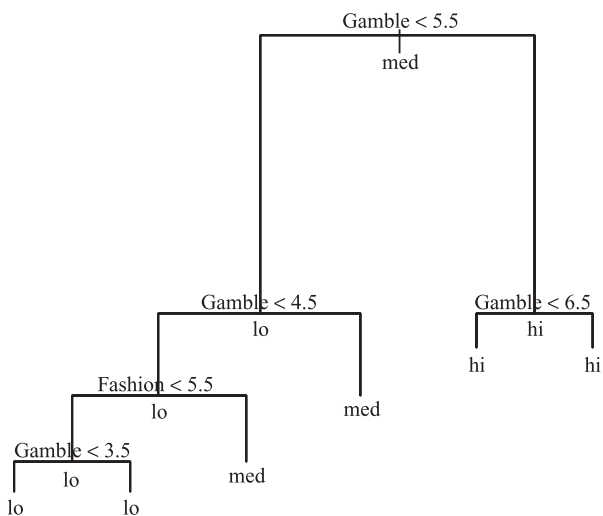 Gamble < 5.5
med
Gamble < 4.5
lo
Gamble < 6.5
hi
hi
hi
Fashion < 5.5
lo
med
Gamble < 3.5
lo
med
lo
lo